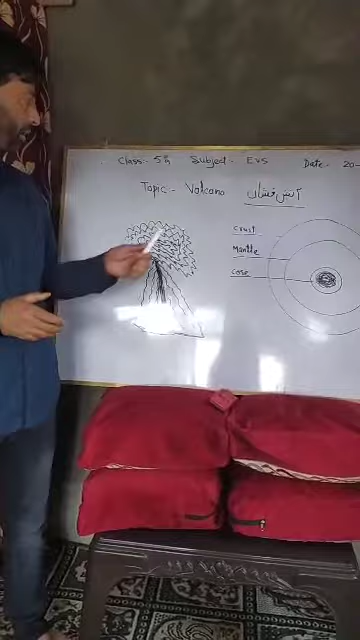 Class:- 5th Subject:- EVS Date:- 20-
Topic:- Volcano آتش فشاں
Crust
Mantle
Core